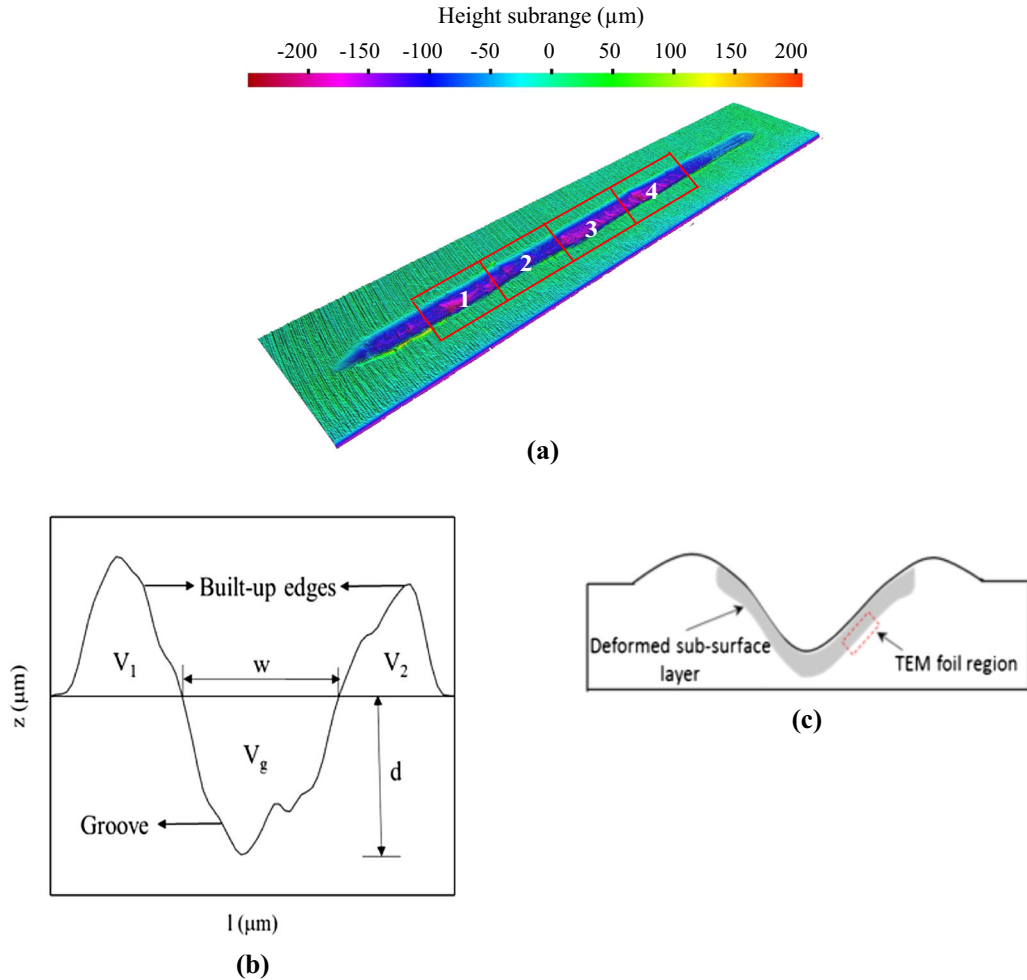 Height subrange (µm)
-200 -150 -100 -50 0 50 100 150 200
4
3
2
1
(a)
Built-up edges
V1
w
V2
z (µm)
Vg
d
Groove
l (µm)
(b)
Deformed sub-surface
layer
TEM foil region
(c)